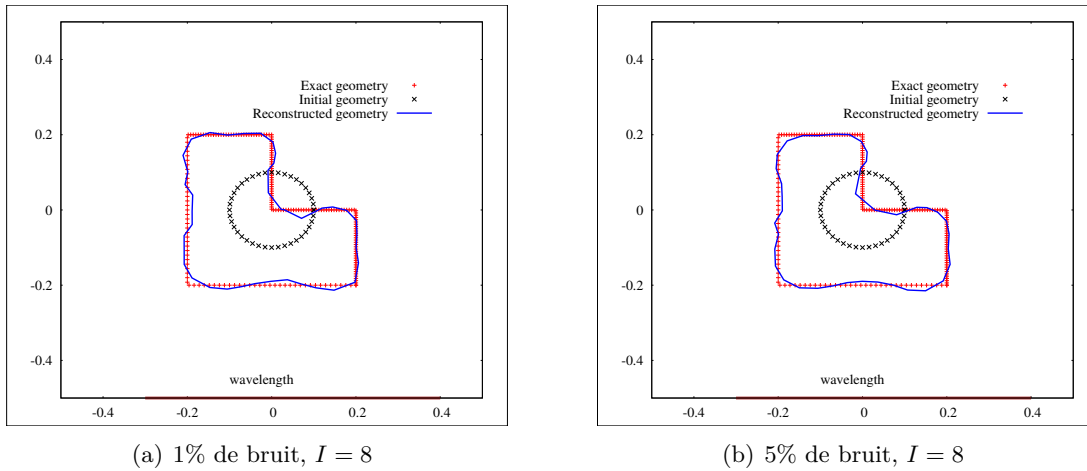 0.4
0.2
0
-0.2
-0.4
Exact geometry
Initial geometry
Reconstructed geometry
wavelength
-0.4 -0.2 0 0.2 0.4
(a) 1% de bruit, I = 8
0.4
0.2
0
-0.2
-0.4
Exact geometry
Initial geometry
Reconstructed geometry
wavelength
-0.4 -0.2 0 0.2 0.4
(b) 5% de bruit, I = 8